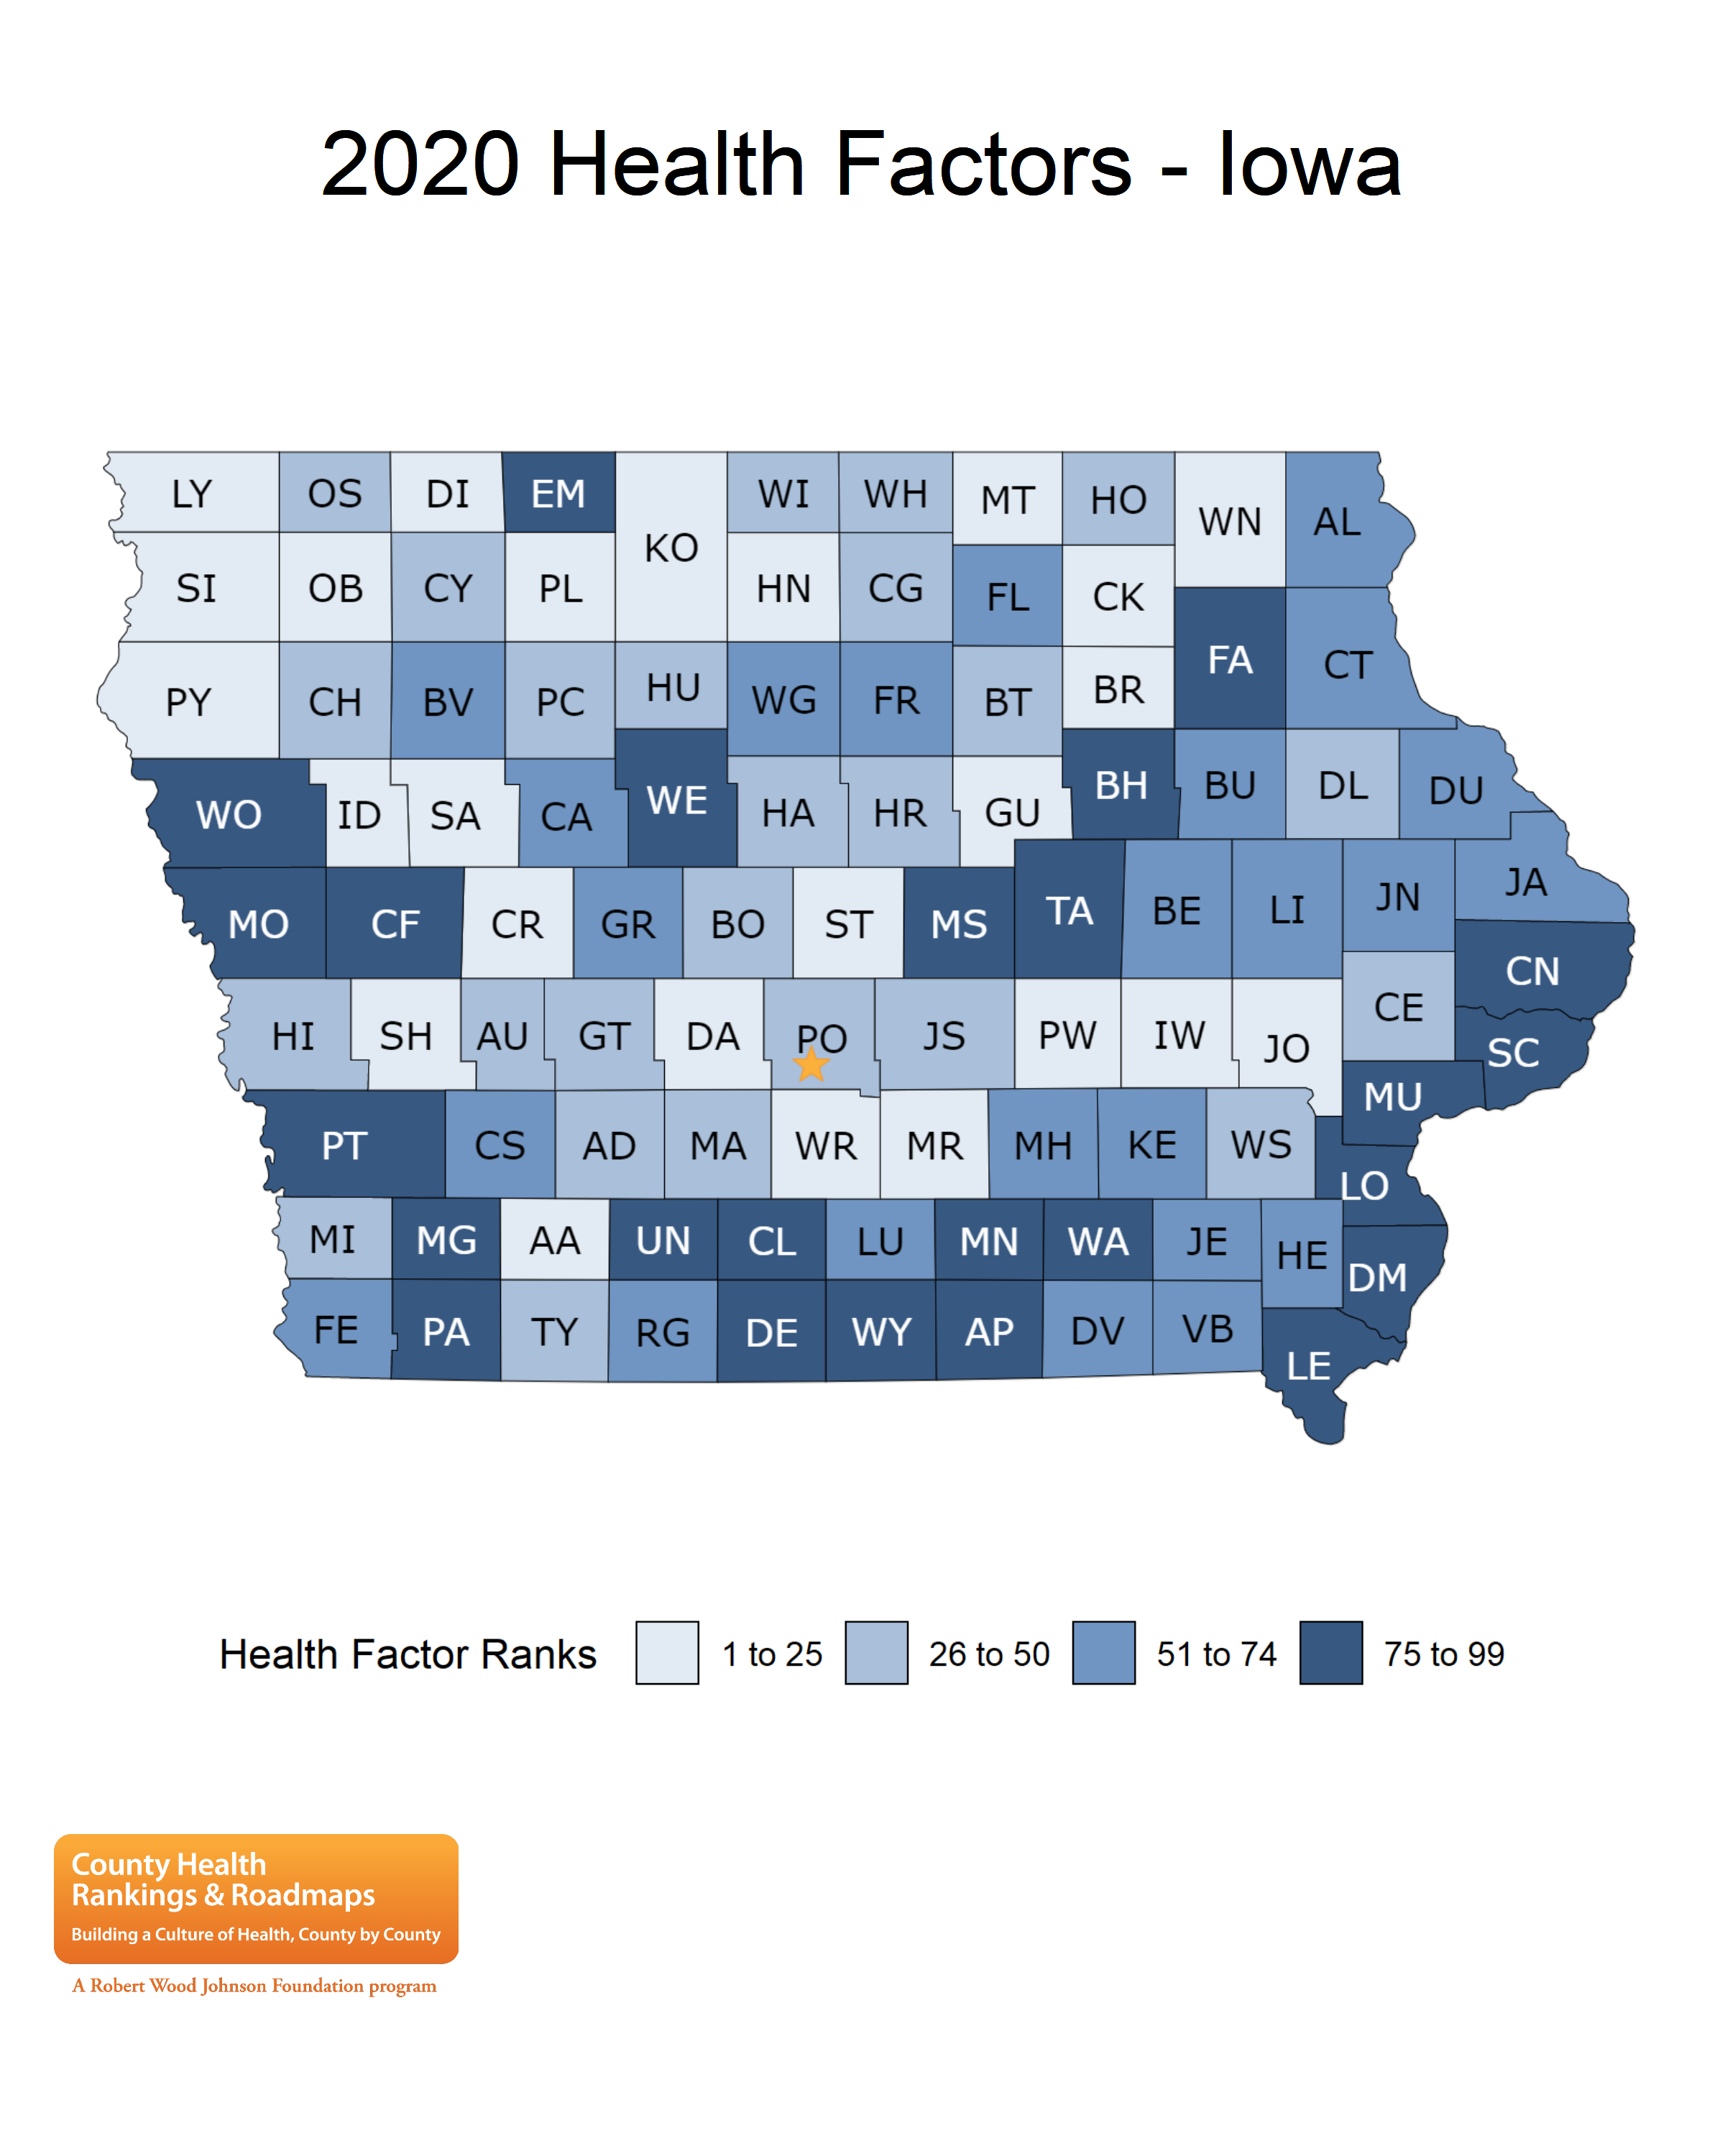 2020 Health Factors - Iowa
LY OS DI EM KO WI WH MT HO WN AL
SI OB CY PL HN CG FL CK
PY CH BV PC HU WG FR BT BR FA CT
WO ID SA CA WE HA HR GU BH BU DL DU
MO CF CR GR BO ST MS TA BE LI JN JA
HI SH AU GT DA PO JS PW IW JO CE CN
SC
PT CS AD MA WR MR MH KE WS MU
LO
MI MG AA UN CL LU MN WA JE HE DM
FE PA TY RG DE WY AP DV VB LE
Health Factor Ranks 1 to 25 26 to 50 51 to 74 75 to 99
County Health
Rankings & Roadmaps
Building a Culture of Health, County by County
A Robert Wood Johnson Foundation program